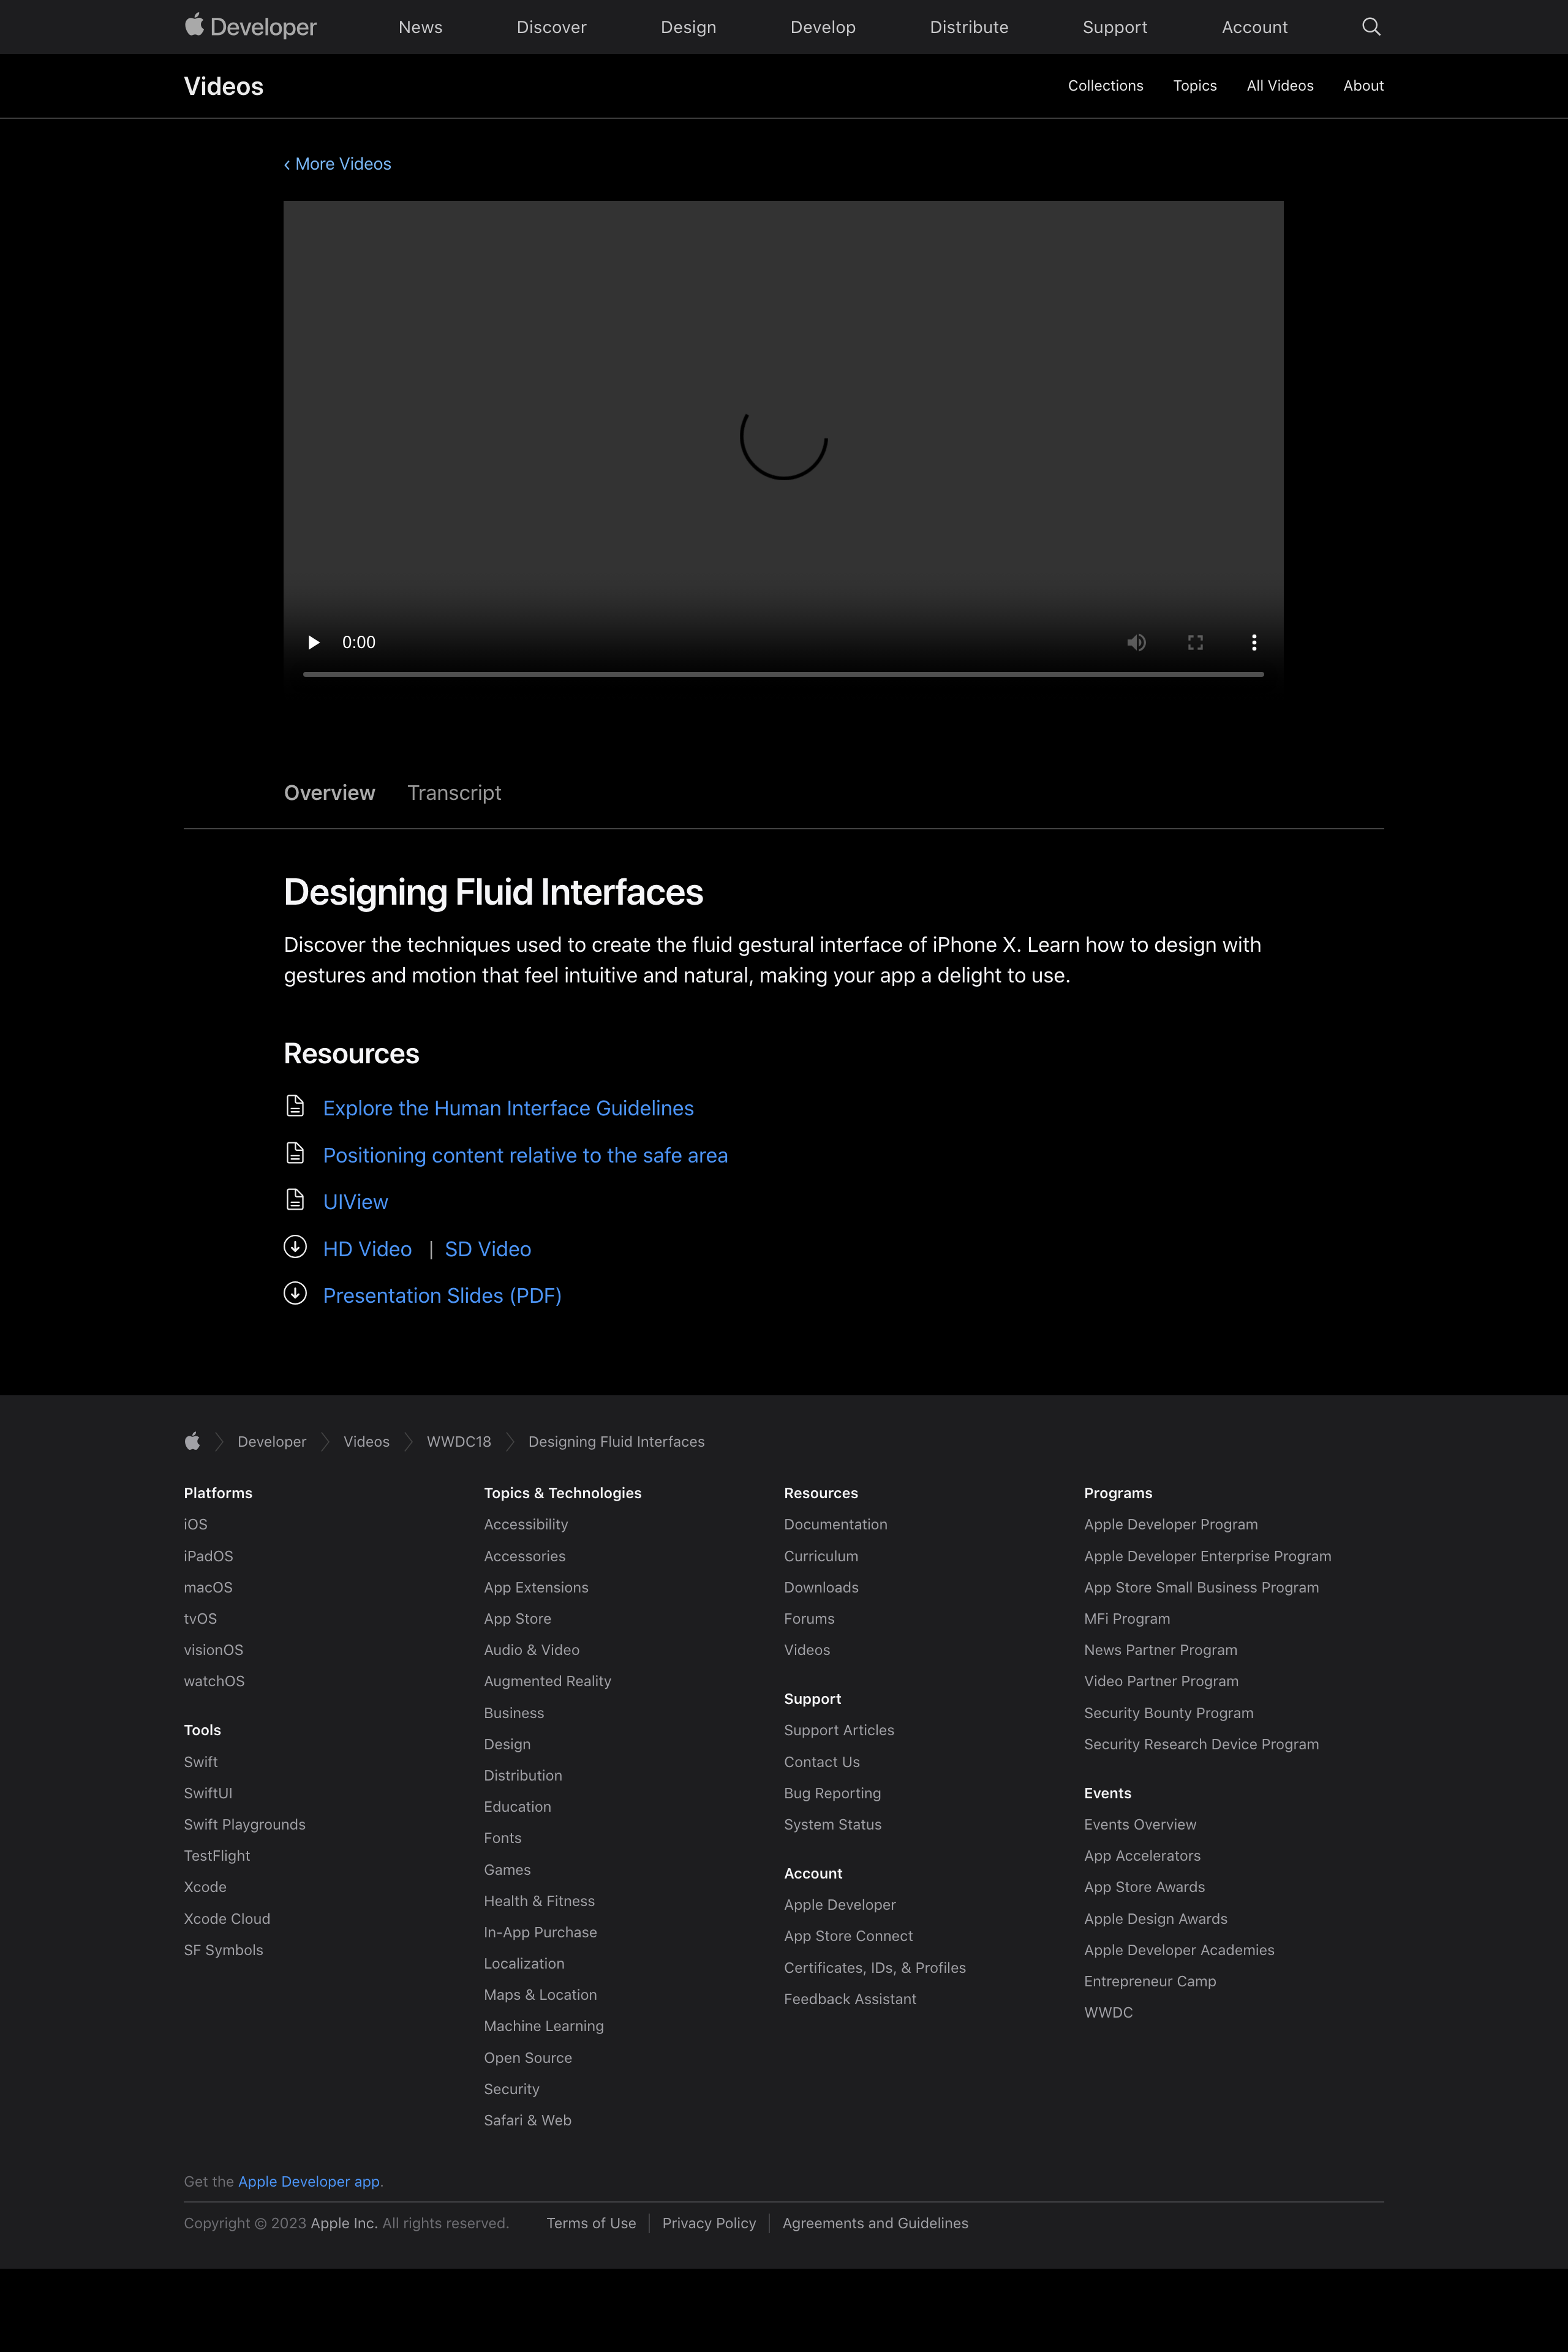 Developer
News
Discover
Design
Develop
Distribute
Support
Account
Videos
Collections
Topics
All Videos
About
‹ More Videos
0:00
Overview
Transcript
Designing Fluid Interfaces
Discover the techniques used to create the fluid gestural interface of iPhone X. Learn how to design with
gestures and motion that feel intuitive and natural, making your app a delight to use.
Resources
Explore the Human Interface Guidelines
Positioning content relative to the safe area
UIView
HD Video | SD Video
Presentation Slides (PDF)
Developer
Videos
WWDC18
Designing Fluid Interfaces
Platforms
iOS
iPadOS
macOS
tvOS
visionOS
watchOS
Tools
Swift
SwiftUI
Swift Playgrounds
TestFlight
Xcode
Xcode Cloud
SF Symbols
Topics & Technologies
Accessibility
Accessories
App Extensions
App Store
Audio & Video
Augmented Reality
Business
Design
Distribution
Education
Fonts
Games
Health & Fitness
In-App Purchase
Localization
Maps & Location
Machine Learning
Open Source
Security
Safari & Web
Resources
Documentation
Curriculum
Downloads
Forums
Videos
Support
Support Articles
Contact Us
Bug Reporting
System Status
Account
Apple Developer
App Store Connect
Certificates, IDs, & Profiles
Feedback Assistant
Programs
Apple Developer Program
Apple Developer Enterprise Program
App Store Small Business Program
MFi Program
News Partner Program
Video Partner Program
Security Bounty Program
Security Research Device Program
Events
Events Overview
App Accelerators
App Store Awards
Apple Design Awards
Apple Developer Academies
Entrepreneur Camp
WWDC
Get the Apple Developer app.
Copyright © 2023 Apple Inc. All rights reserved.
Terms of Use
Privacy Policy
Agreements and Guidelines